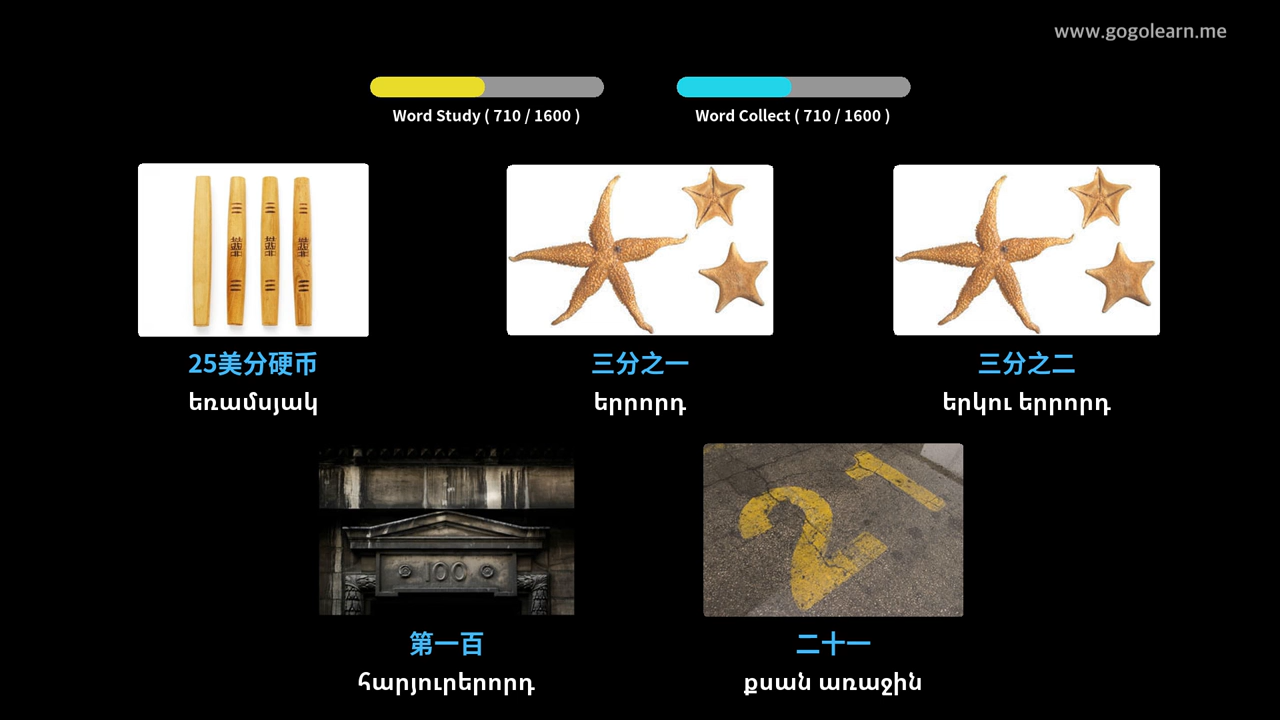 www.gogolearn.me
Word Study ( 710 / 1600 )
Word Collect ( 710 / 1600 )
25美分硬币
եռամսյակ
三分之一
երրորդ
三分之二
երկու երրորդ
100
第一百
հարյուրերորդ
21
二十一
քսան առաջին